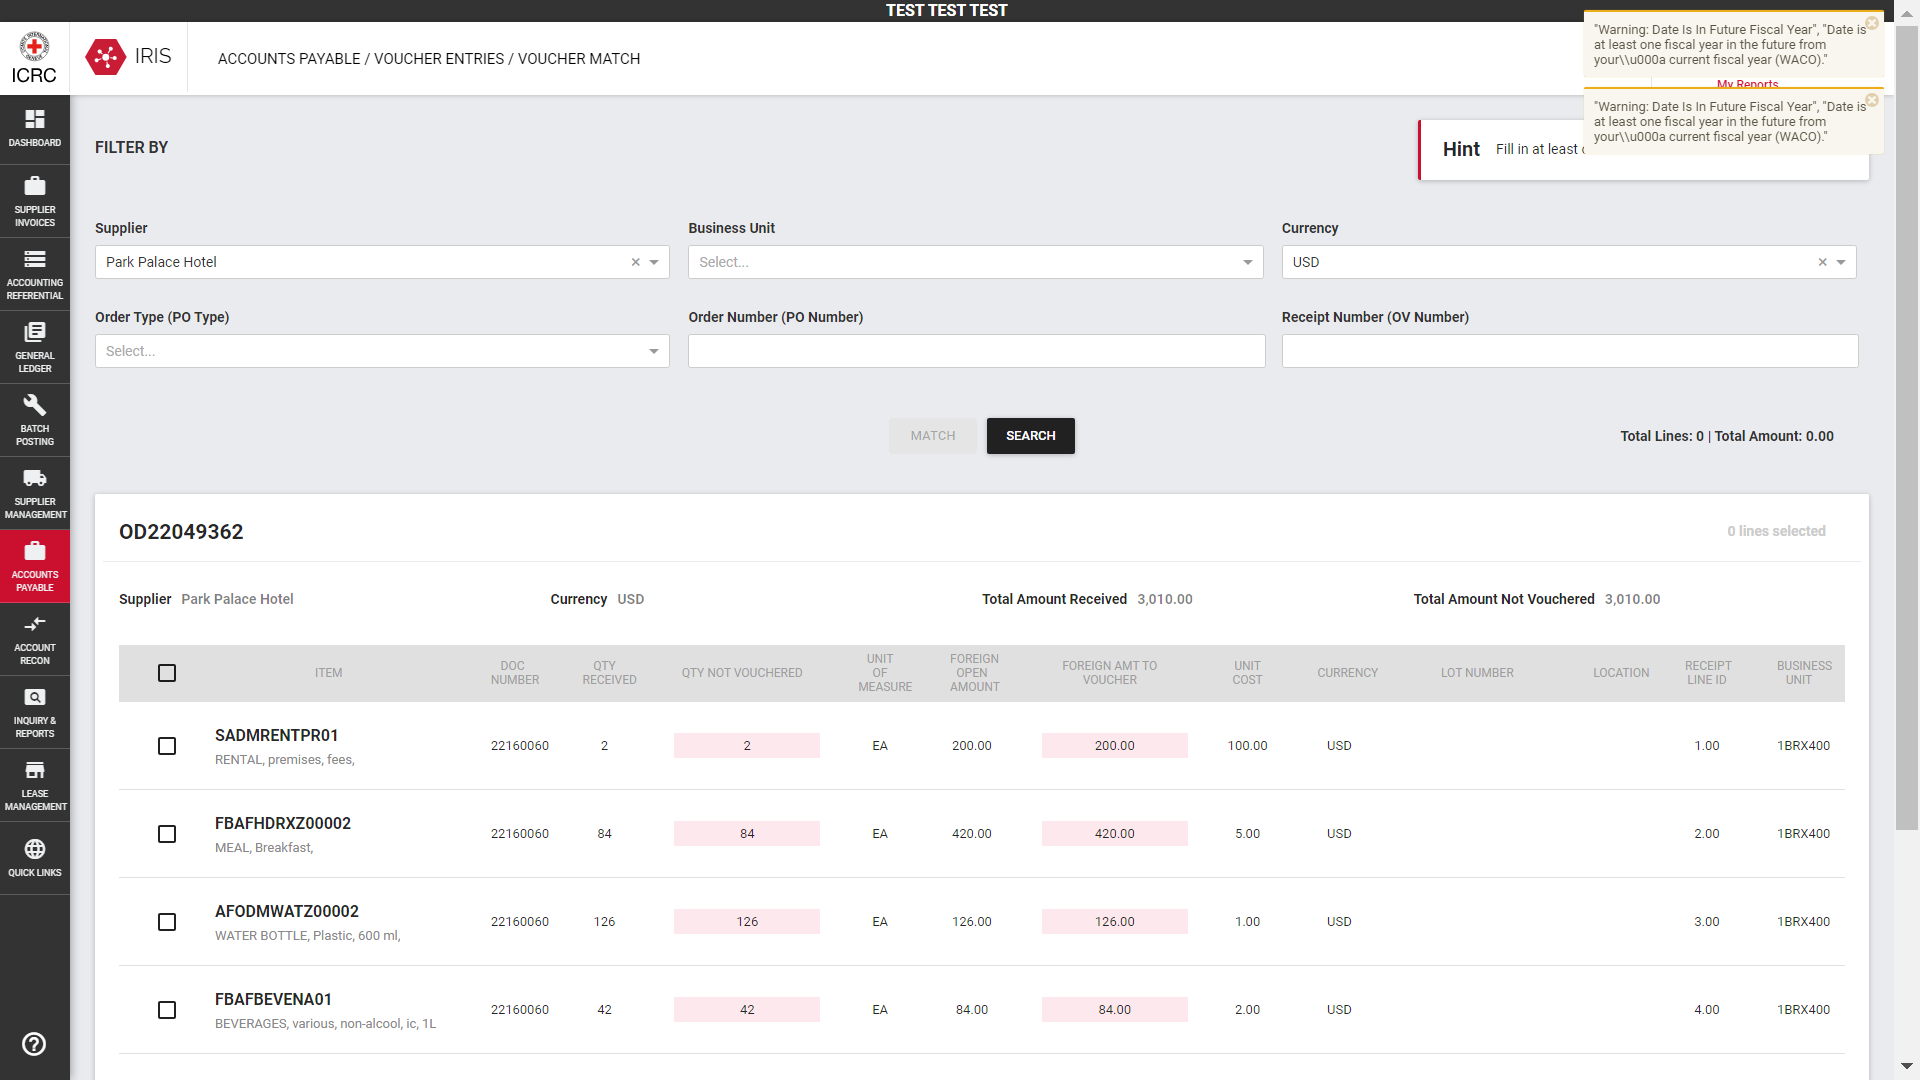 TEST TEST TEST
ICRC
IRIS
ACCOUNTS PAYABLE / VOUCHER ENTRIES / VOUCHER MATCH
"Warning: Date Is In Future Fiscal Year", "Date is
at least one fiscal year in the future from
your\\u000a current fiscal year (WACO)."
My Reports
"Warning: Date Is In Future Fiscal Year", "Date is
at least one fiscal year in the future from
your\\u000a current fiscal year (WACO)."
DASHBOARD
SUPPLIER
INVOICES
ACCOUNTING
REFERENTIAL
GENERAL
LEDGER
BATCH
POSTING
SUPPLIER
MANAGEMENT
ACCOUNTS
PAYABLE
ACCOUNT
RECON
INQUIRY &
REPORTS
LEASE
MANAGEMENT
QUICK LINKS
FILTER BY
Hint Fill in at least
Supplier Business Unit Currency
Park Palace Hotel Select... USD
Order Type (PO Type) Order Number (PO Number) Receipt Number (OV Number)
Select...
MATCH SEARCH Total Lines: 0 | Total Amount: 0.00
OD22049362 0 lines selected
Supplier Park Palace Hotel Currency USD Total Amount Received 3,010.00 Total Amount Not Vouchered 3,010.00
ITEM DOC NUMBER QTY RECEIVED QTY NOT VOUCHERED UNIT OF MEASURE FOREIGN OPEN AMOUNT FOREIGN AMT TO VOUCHER UNIT COST CURRENCY LOT NUMBER LOCATION RECEIPT LINE ID BUSINESS UNIT
SADMRENTPR01 22160060 2 2 EA 200.00 200.00 100.00 USD 1.00 1BRX400
RENTAL, premises, fees,
FBAFHDRXZ00002 22160060 84 84 EA 420.00 420.00 5.00 USD 2.00 1BRX400
MEAL, Breakfast,
AFODMWATZ00002 22160060 126 126 EA 126.00 126.00 1.00 USD 3.00 1BRX400
WATER BOTTLE, Plastic, 600 ml,
FBAFBEVENA01 22160060 42 42 EA 84.00 84.00 2.00 USD 4.00 1BRX400
BEVERAGES, various, non-alcool, ic, 1L